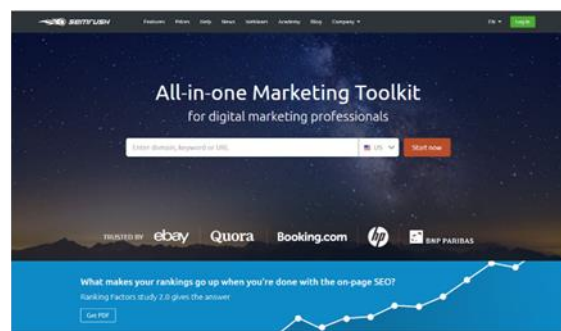 semrush Features Prices Help News Webinars Academy Blog Company EN Log In
All-in-one Marketing Toolkit
for digital marketing professionals
Enter domain, keyword or URL US Start now
TRUSTED BY ebay Quora Booking.com hp BNP PARIBAS
What makes your rankings go up when you're done with the on-page SEO?
Ranking Factors study 2.0 gives the answer
Get PDF